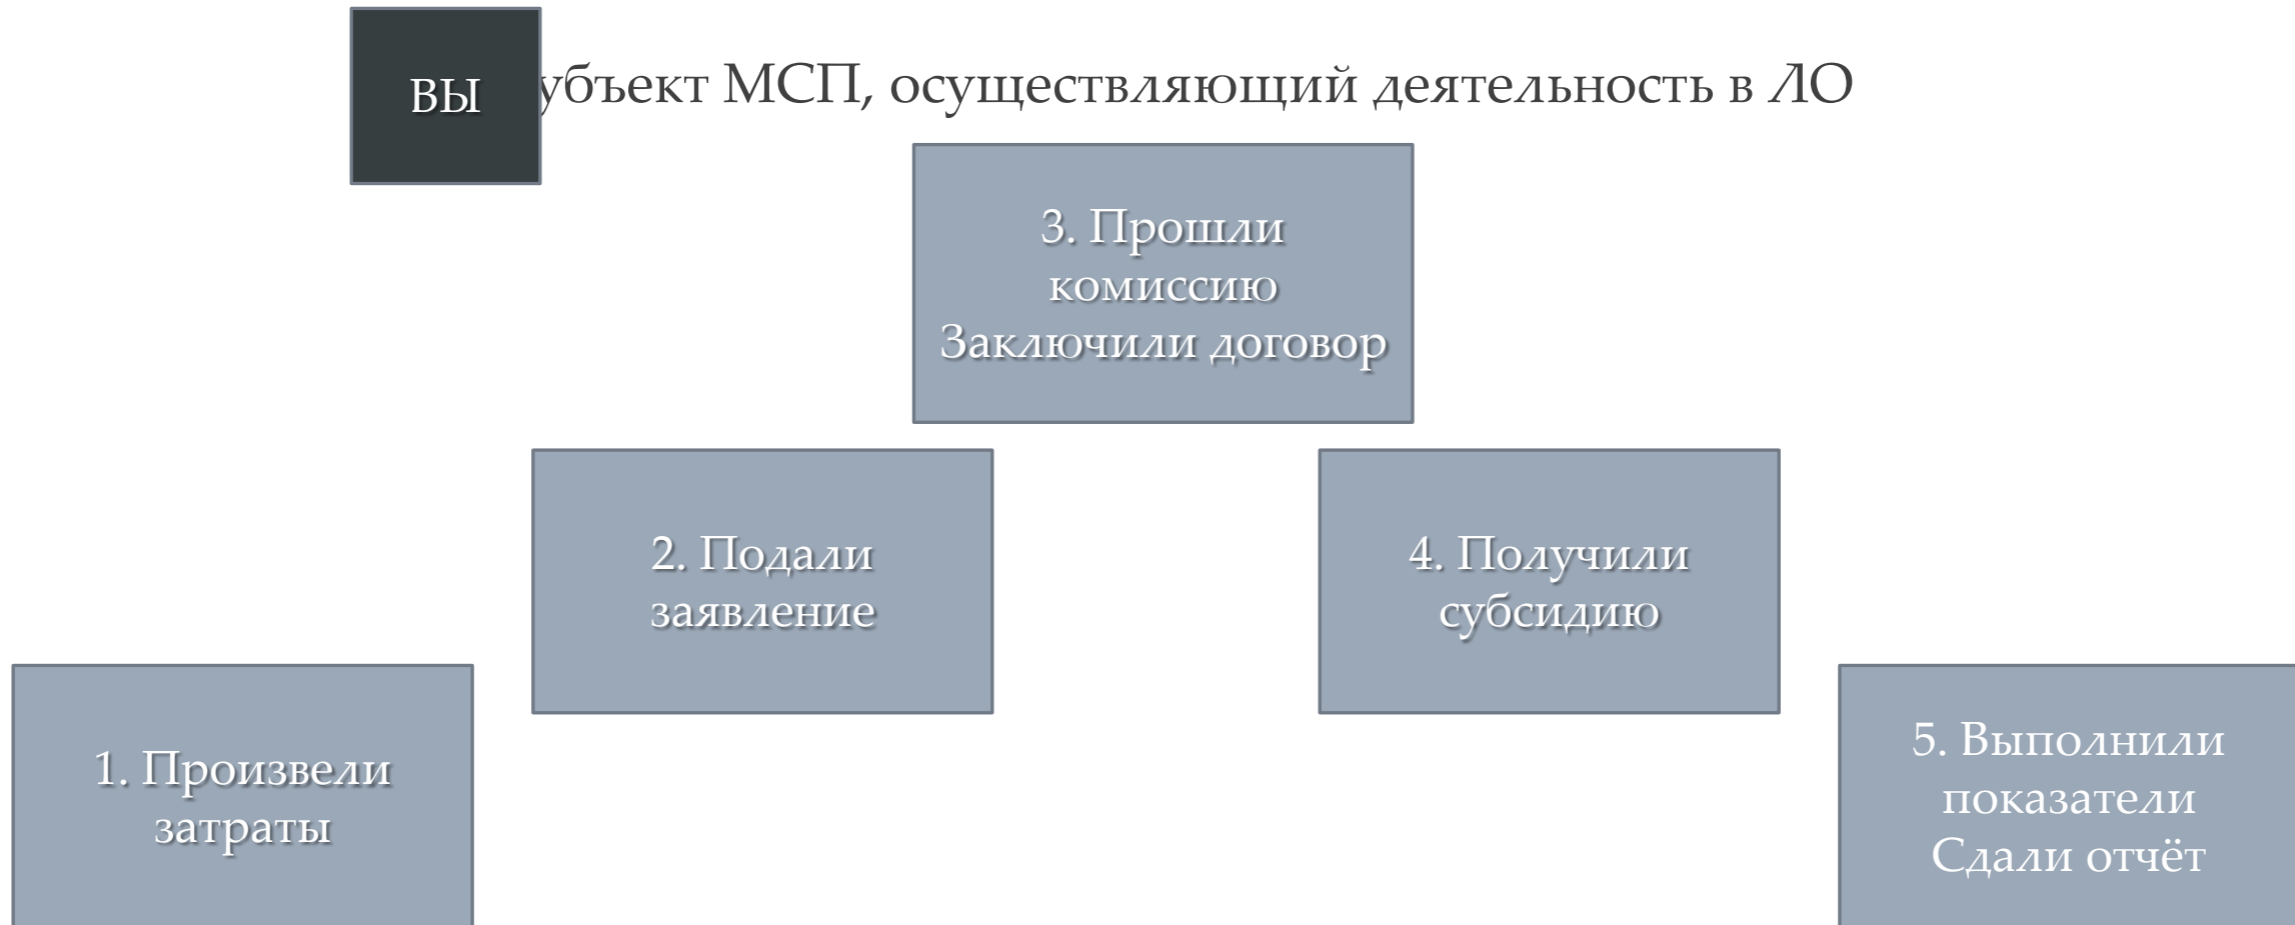 ВЫ
убъект МСП, осуществляющий деятельность в ЛО
3. Прошли
комиссию
Заключили договор
2. Подали
заявление
4. Получили
субсидию
1. Произвели
затраты
5. Выполнили
показатели
Сдали отчёт